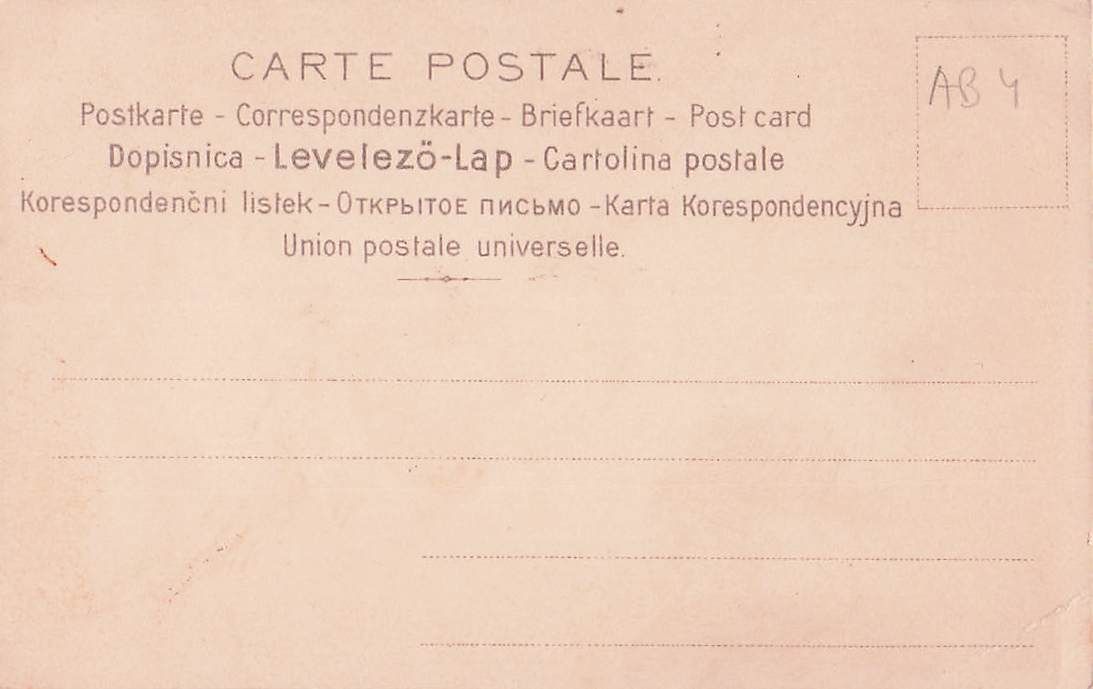 CARTE POSTALE.
AB 4
Postkarte - Correspondenzkarte - Briefkaart - Post card
Dopisnica - Levelező-Lap - Cartolina postale
Korespondenčni listek - Открытое письмо - Karta Korespondencyjna
Union postale universelle.